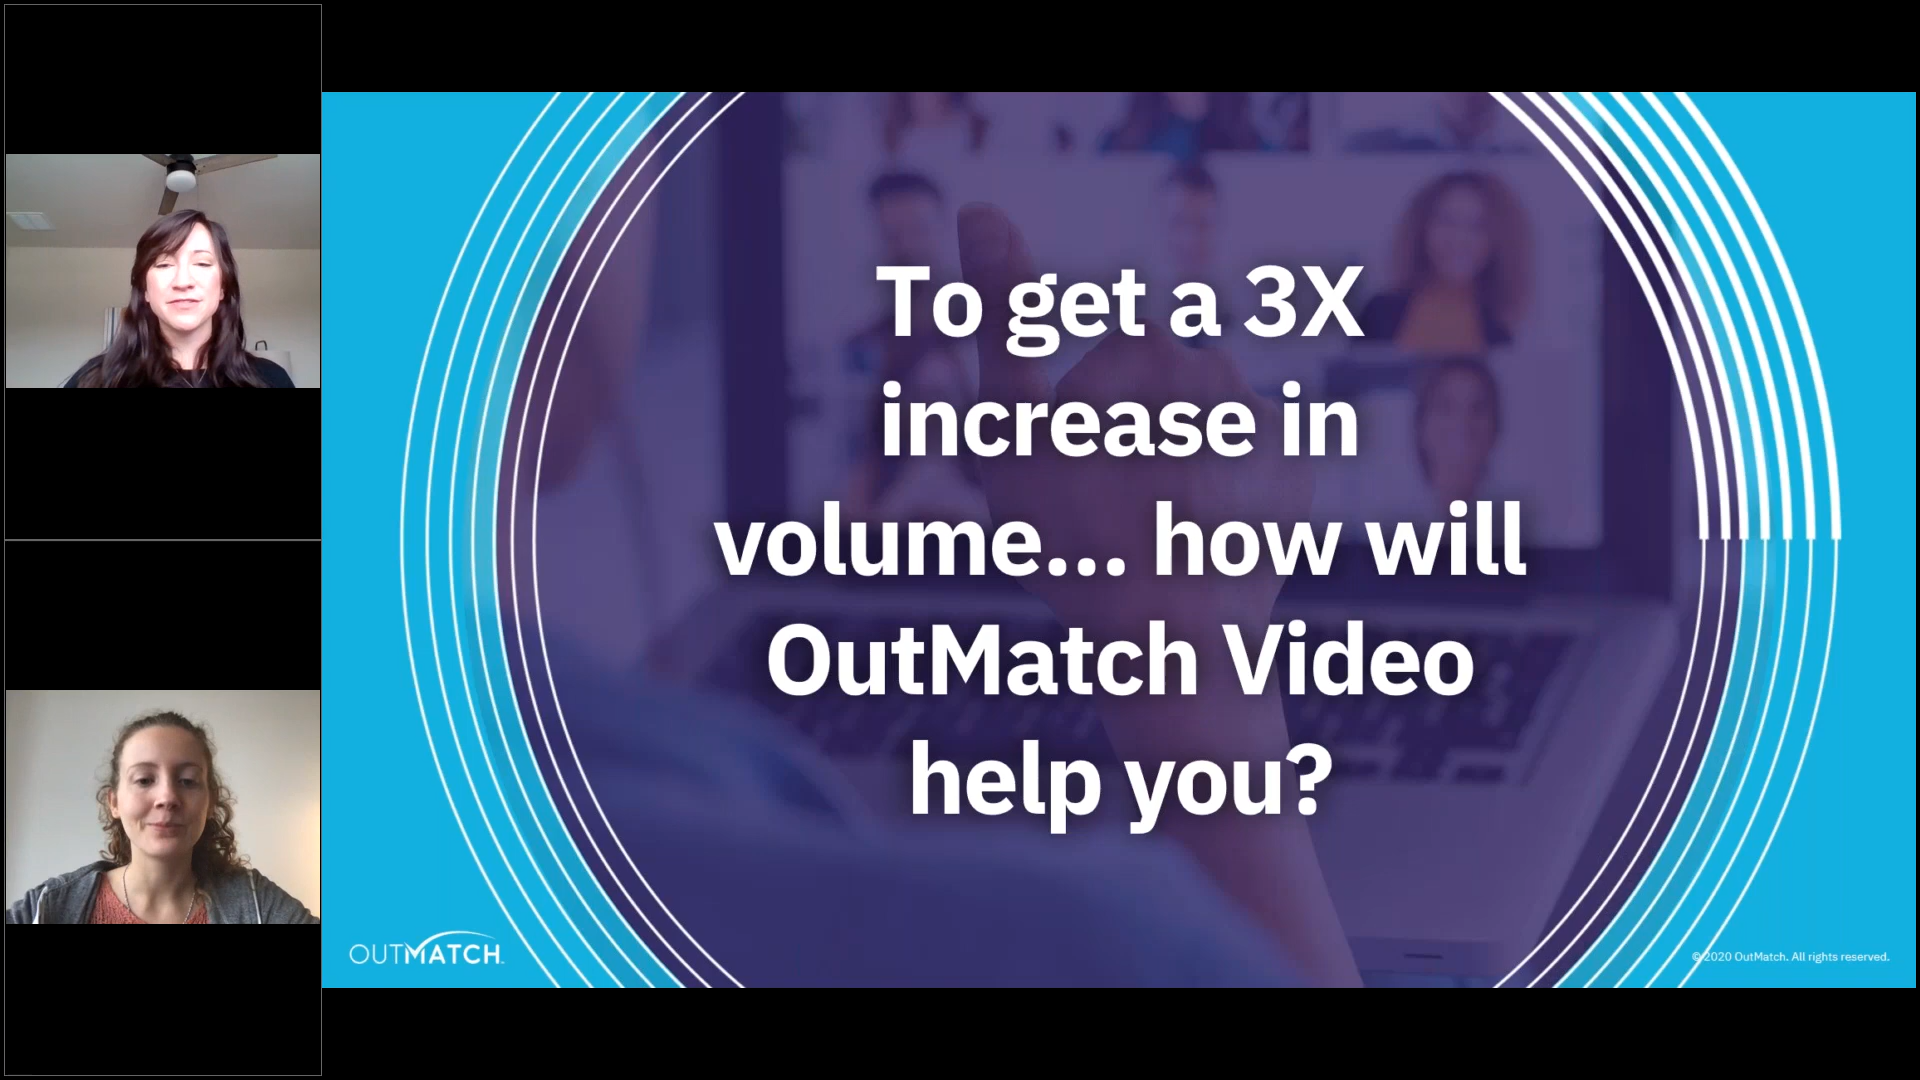 To get a 3X
increase in
volume... how will
OutMatch Video
help you?
OUTMATCH
©2020 OutMatch. All rights reserved.